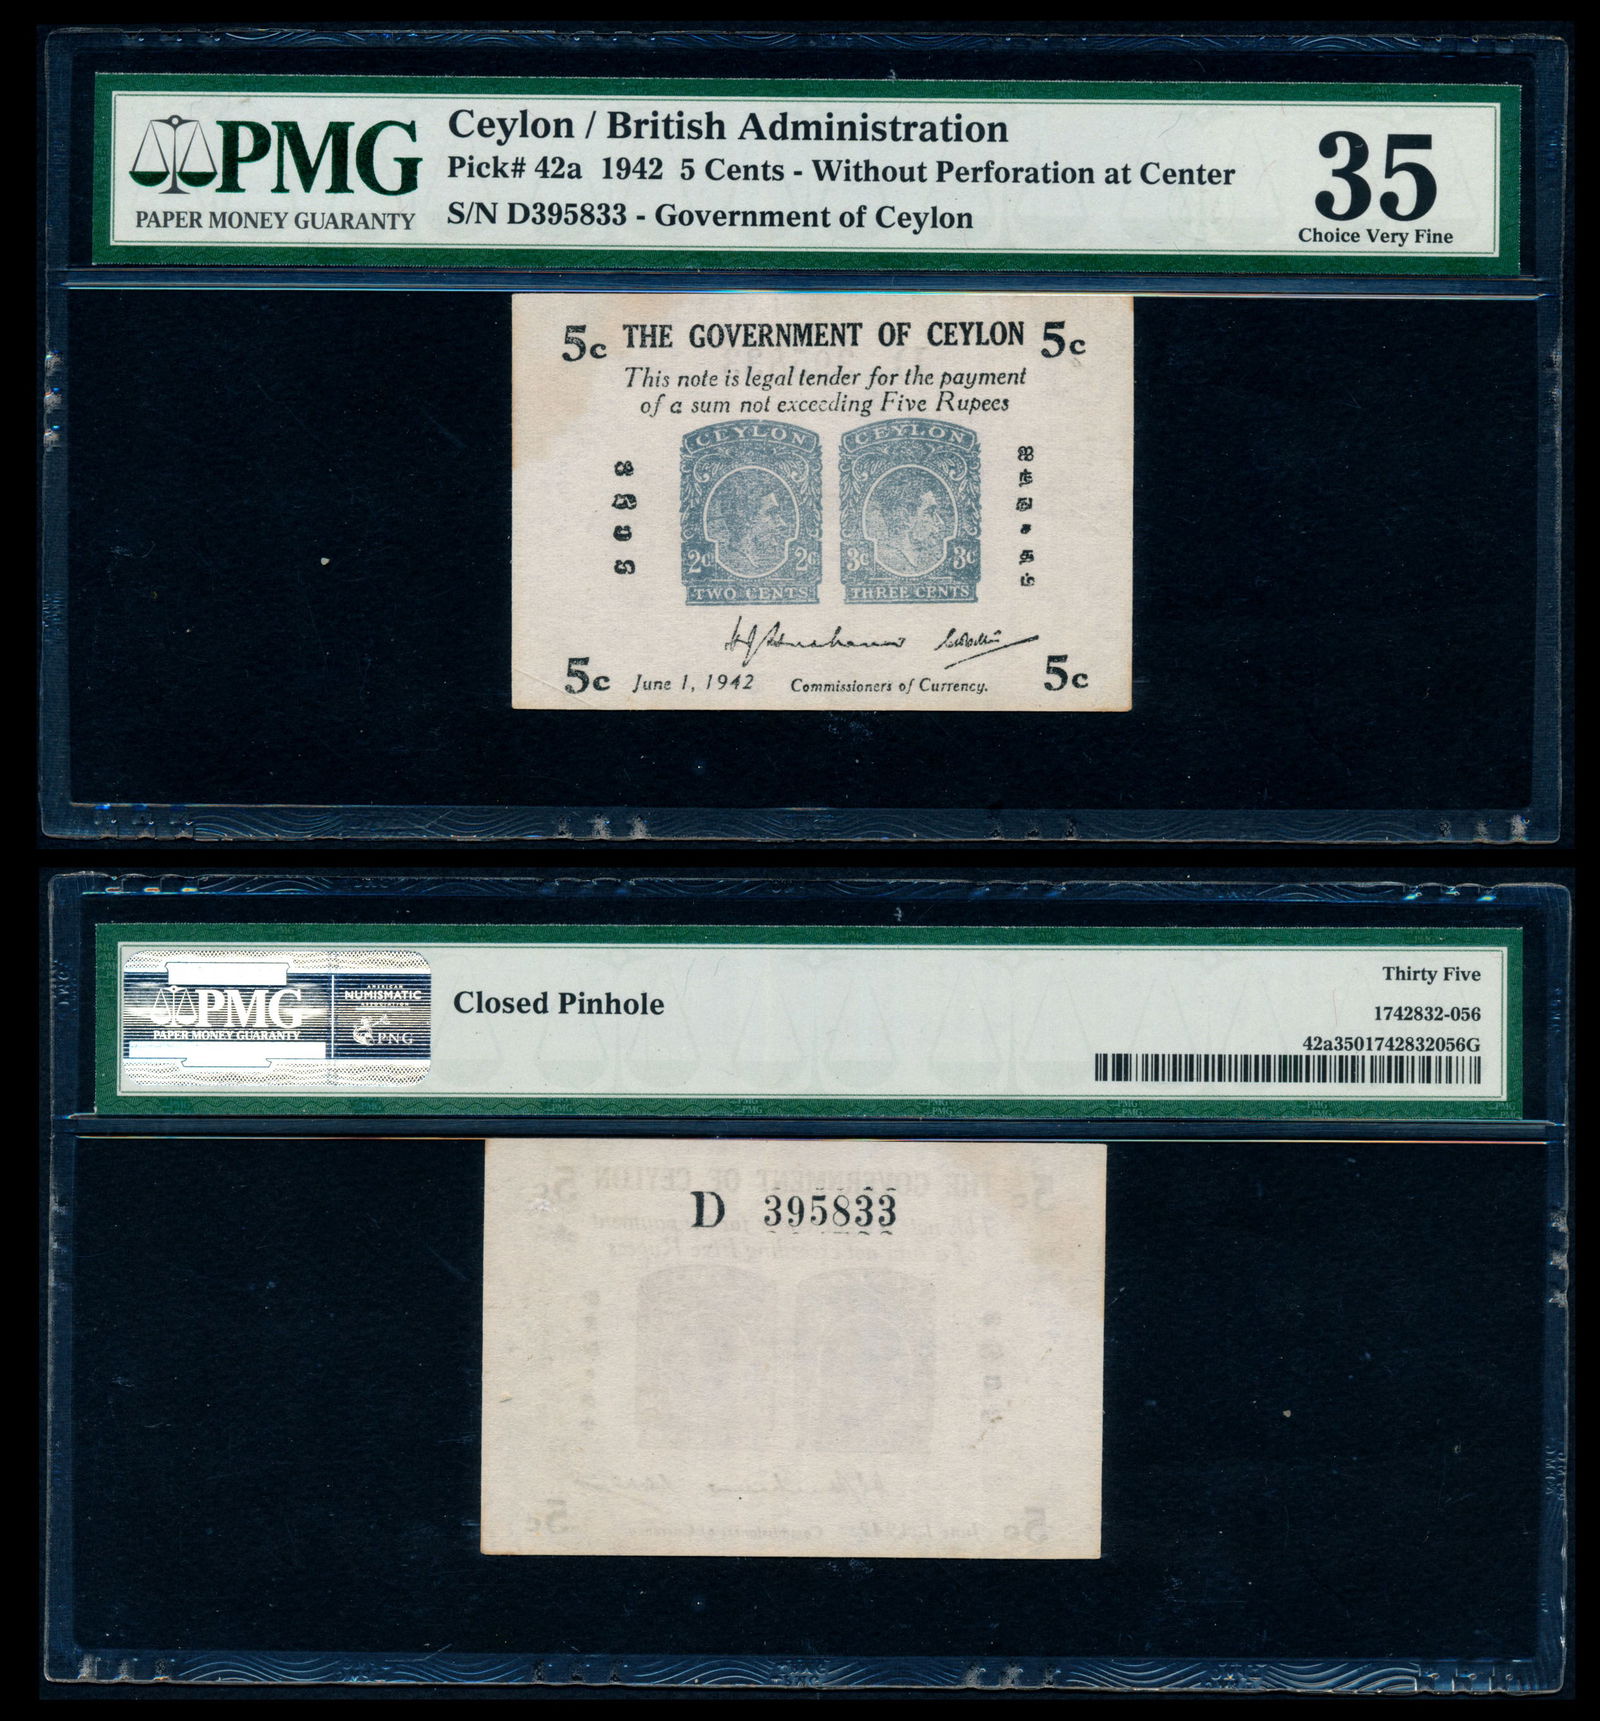 PMG
PAPER MONEY GUARANTY
Ceylon / British Administration
Pick# 42a 1942 5 Cents - Without Perforation at Center
S/N D395833 - Government of Ceylon
35
Choice Very Fine
5c THE GOVERNMENT OF CEYLON 5c
This note is legal tender for the payment
of a sum not exceeding Five Rupees
CEYLON CEYLON
ஐந்து சதம்
2c 2c 3c 3c
TWO CENTS THREE CENTS
5c June 1, 1942 Commissioners of Currency. 5c
PMG
PAPER MONEY GUARANTY
AMERICAN
NUMISMATIC
ASSOCIATION
PNG
Closed Pinhole
Thirty Five
1742832-056
42a3501742832056G
D 395833